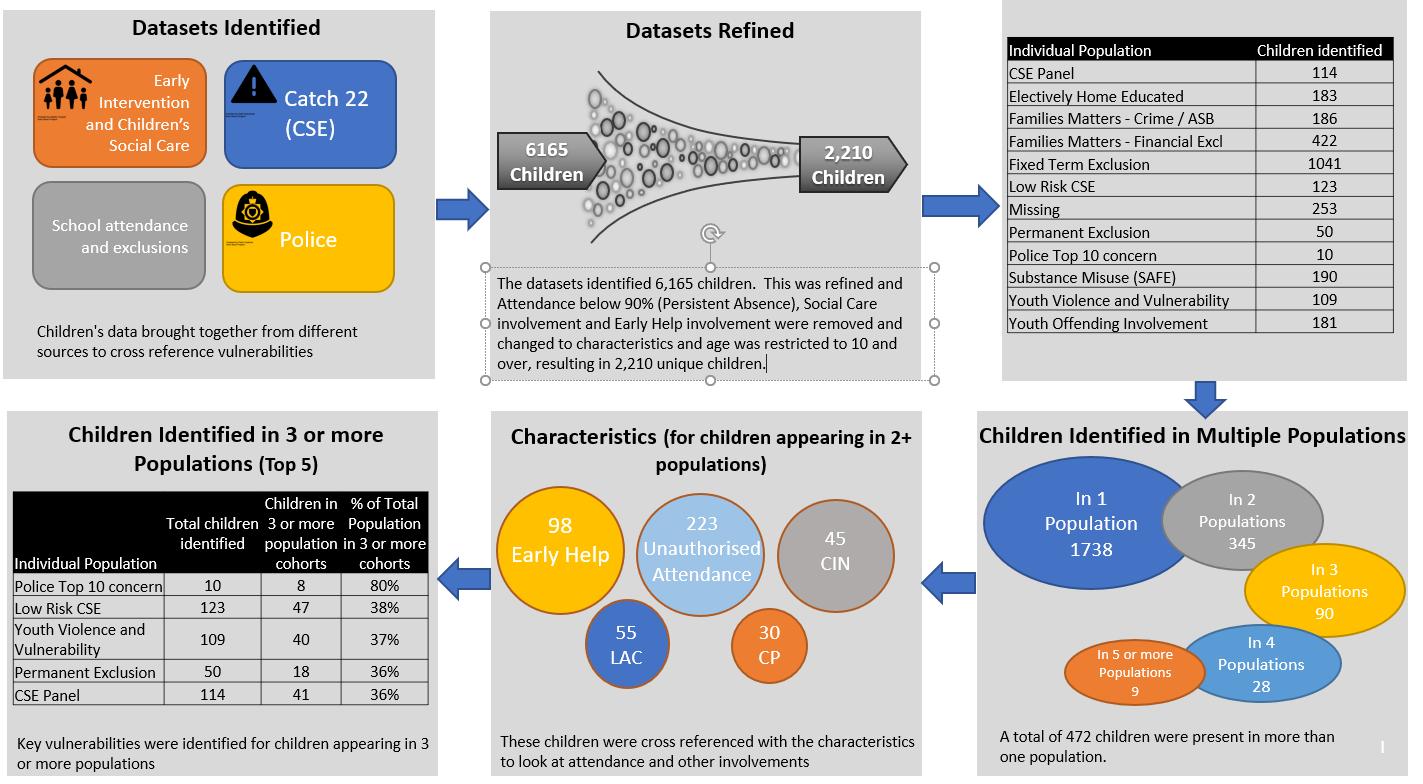 Datasets Identified
Early
Intervention
and Children's
Social Care
Catch 22
(CSE)
School attendance
and exclusions
Police
Children's data brought together from different
sources to cross reference vulnerabilities
Datasets Refined
6165
Children
2,210
Children
The datasets identified 6,165 children. This was refined and
Attendance below 90% (Persistent Absence), Social Care
involvement and Early Help involvement were removed and
changed to characteristics and age was restricted to 10 and
over, resulting in 2,210 unique children.
Individual Population Children identified
CSE Panel 114
Electively Home Educated 183
Families Matters - Crime / ASB 186
Families Matters - Financial Excl 422
Fixed Term Exclusion 1041
Low Risk CSE 123
Missing 253
Permanent Exclusion 50
Police Top 10 concern 10
Substance Misuse (SAFE) 190
Youth Violence and Vulnerability 109
Youth Offending Involvement 181
Children Identified in Multiple Populations
In 1
Population
1738
In 2
Populations
345
In 3
Populations
90
In 4
Populations
28
In 5 or more
Populations
9
A total of 472 children were present in more than
one population.
Characteristics (for children appearing in 2+
populations)
98
Early Help
223
Unauthorised
Attendance
45
CIN
55
LAC
30
CP
These children were cross referenced with the characteristics
to look at attendance and other involvements
Children Identified in 3 or more
Populations (Top 5)
Individual Population
Total children
identified
Children in
3 or more
population
cohorts
% of Total
Population
in 3 or more
cohorts
Police Top 10 concern 10 8 80%
Low Risk CSE 123 47 38%
Youth Violence and
Vulnerability 109 40 37%
Permanent Exclusion 50 18 36%
CSE Panel 114 41 36%
Key vulnerabilities were identified for children appearing in 3
or more populations